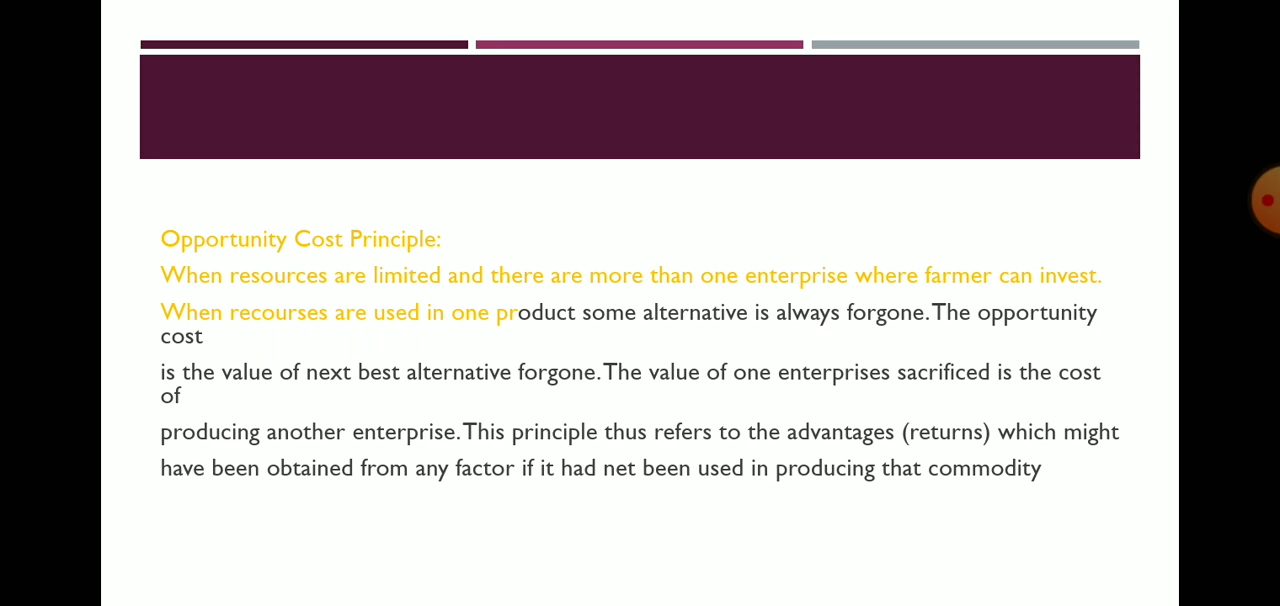 Opportunity Cost Principle:
When resources are limited and there are more than one enterprise where farmer can invest.
When recourses are used in one product some alternative is always forgone.The opportunity
cost
is the value of next best alternative forgone.The value of one enterprises sacrificed is the cost
of
producing another enterprise.This principle thus refers to the advantages (returns) which might
have been obtained from any factor if it had net been used in producing that commodity